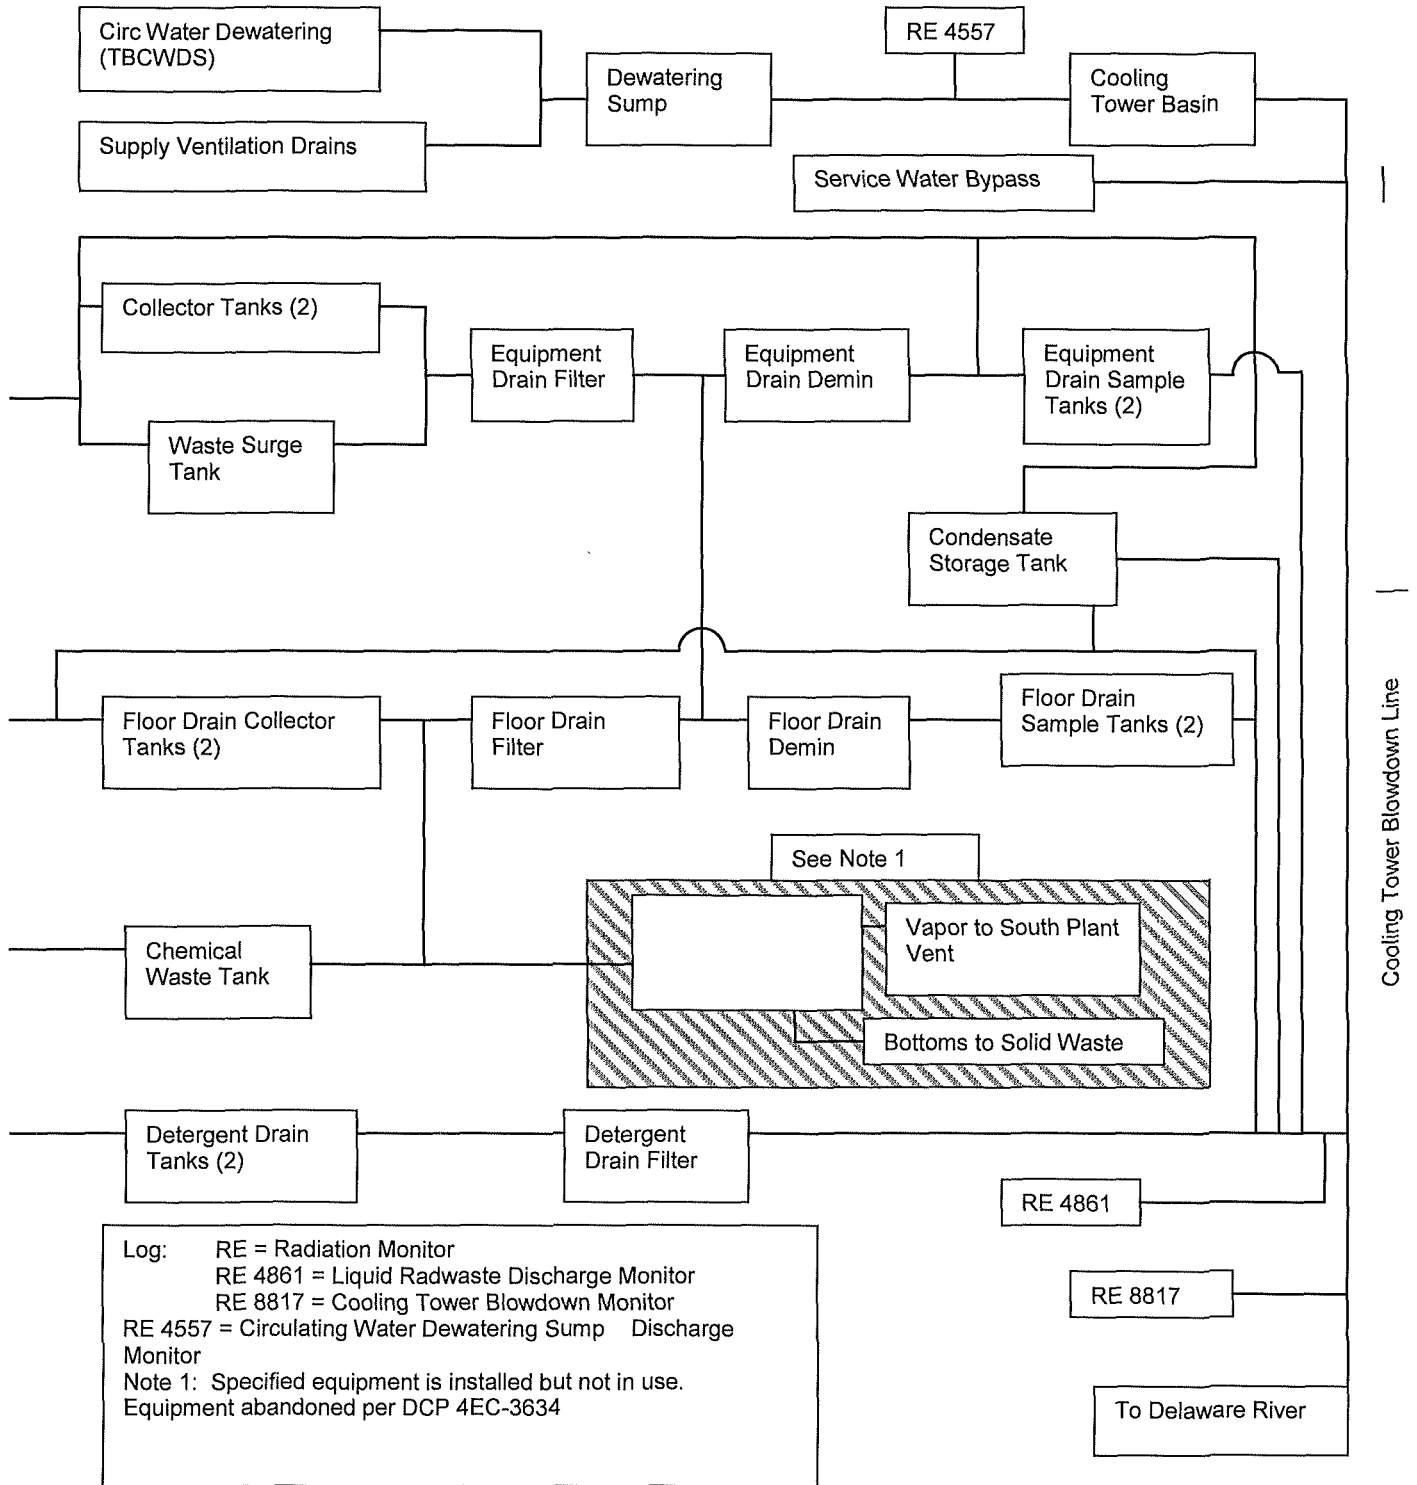 Circ Water Dewatering
(TBCWDS)
RE 4557
Dewatering
Sump
Cooling
Tower Basin
Supply Ventilation Drains
Service Water Bypass
Collector Tanks (2)
Equipment
Drain Filter
Equipment
Drain Demin
Equipment
Drain Sample
Tanks (2)
Waste Surge
Tank
Condensate
Storage Tank
Floor Drain Collector
Tanks (2)
Floor Drain
Filter
Floor Drain
Demin
Floor Drain
Sample Tanks (2)
Cooling Tower Blowdown Line
See Note 1
Chemical
Waste Tank
Vapor to South Plant
Vent
Bottoms to Solid Waste
Detergent Drain
Tanks (2)
Detergent
Drain Filter
RE 4861
RE 8817
Log: RE = Radiation Monitor
RE 4861 = Liquid Radwaste Discharge Monitor
RE 8817 = Cooling Tower Blowdown Monitor
RE 4557 = Circulating Water Dewatering Sump Discharge
Monitor
Note 1: Specified equipment is installed but not in use.
Equipment abandoned per DCP 4EC-3634
To Delaware River